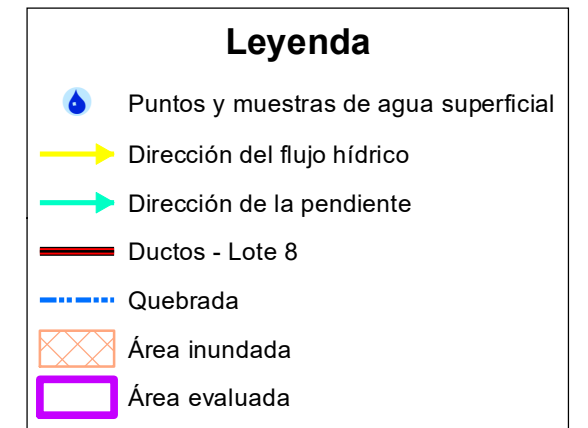 Leyenda
Puntos y muestras de agua superficial
Dirección del flujo hídrico
Dirección de la pendiente
Ductos - Lote 8
Quebrada
Área inundada
Área evaluada